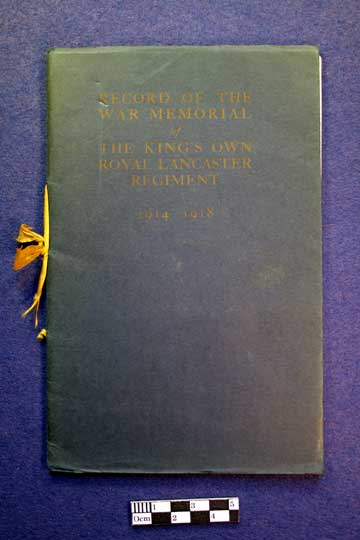 RECORD OF THE
WAR MEMORIAL
of
THE KING'S OWN
ROYAL LANCASTER
REGIMENT
1914 1918
1 3 5
0cm 2 4